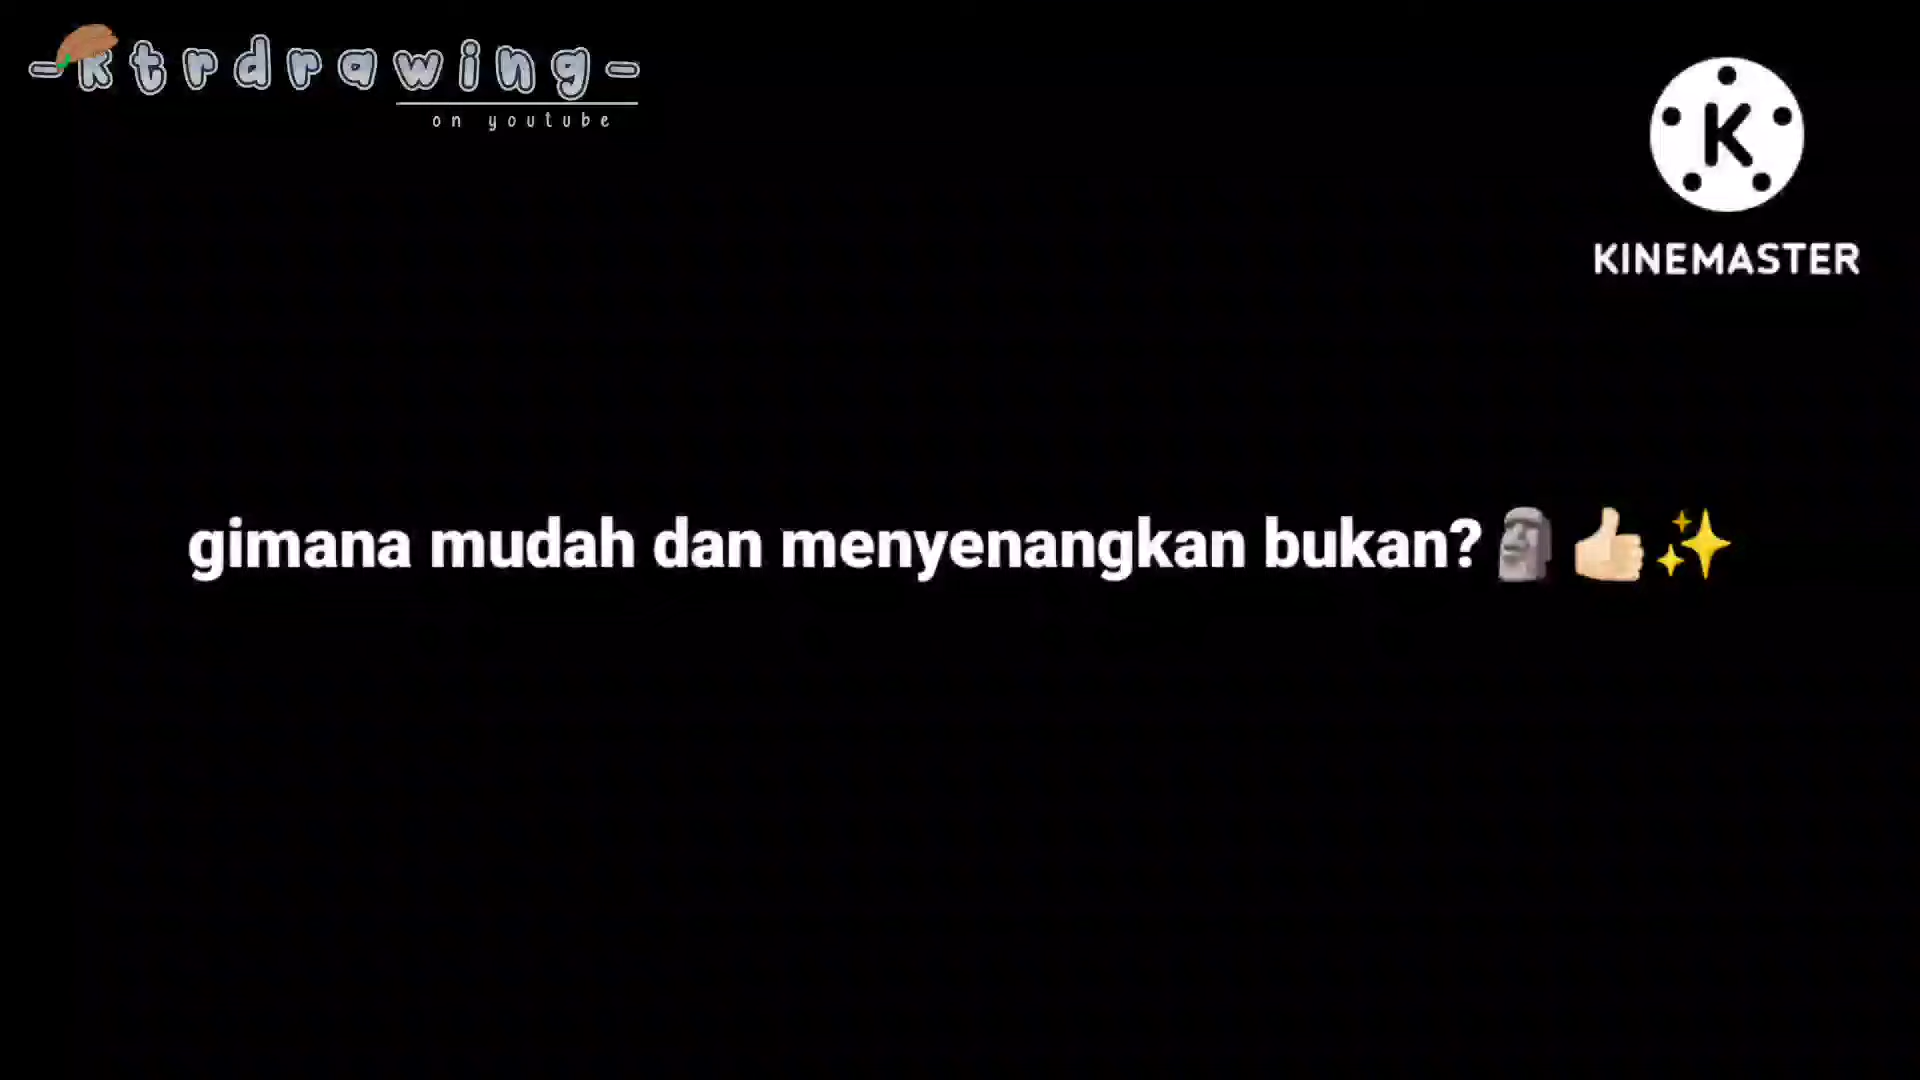 -ktrdrawing-
on youtube
K
KINEMASTER
gimana mudah dan menyenangkan bukan?🗿👍🏻✨